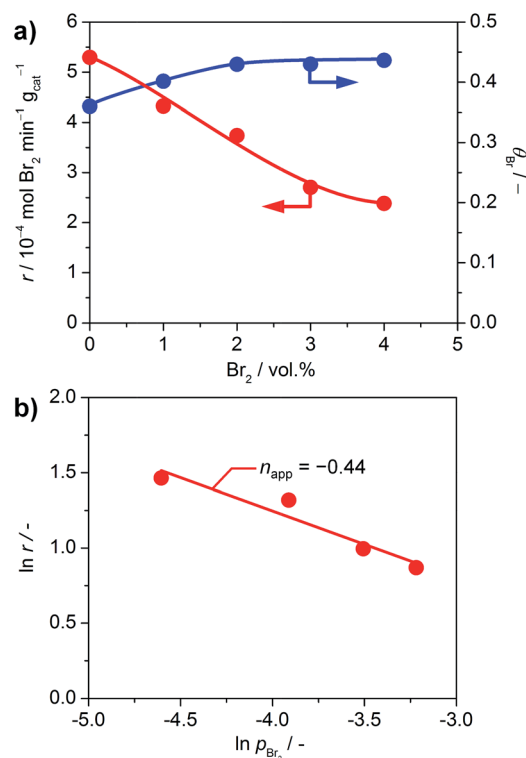 a)
6
5
4
3
2
1
0
r / 10⁻⁴ mol Br₂ min⁻¹ g_cat⁻¹
0.5
0.4
0.3
0.2
0.1
0.0
θ_Br / −
0 1 2 3 4 5
Br₂ / vol.%
b)
2.0
1.5
1.0
0.5
0.0
ln r / -
n_app = −0.44
-5.0 -4.5 -4.0 -3.5 -3.0
ln p_Br₂ / -